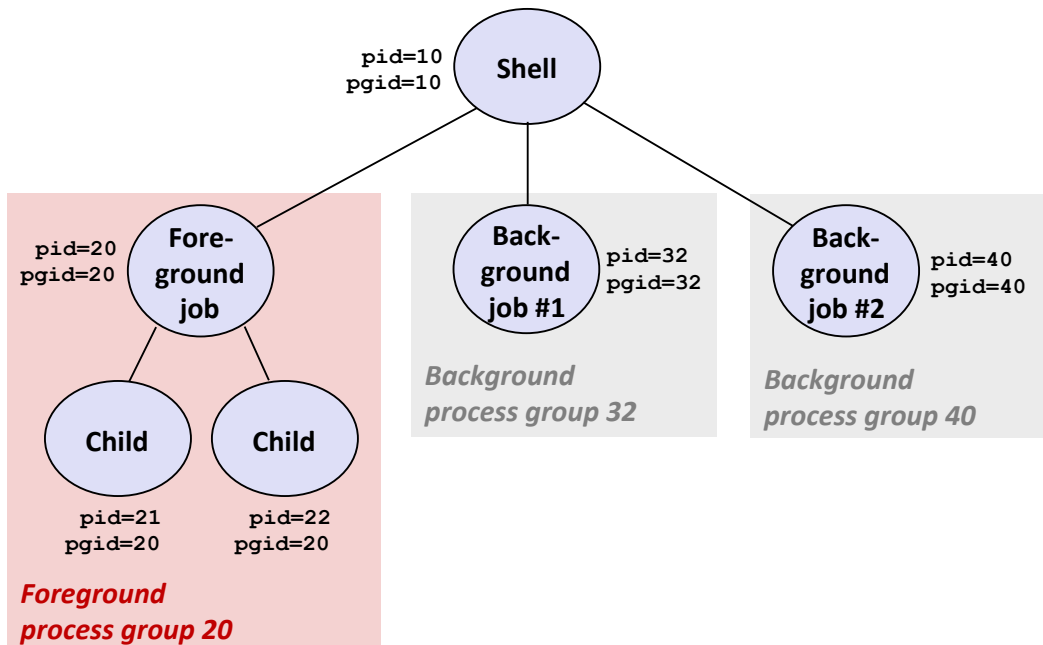 pid=10
pgid=10
Shell
pid=20
pgid=20
Fore-
ground
job
Back-
ground
job #1
pid=32
pgid=32
Back-
ground
job #2
pid=40
pgid=40
Background
process group 32
Background
process group 40
Child
Child
pid=21
pgid=20
pid=22
pgid=20
Foreground
process group 20